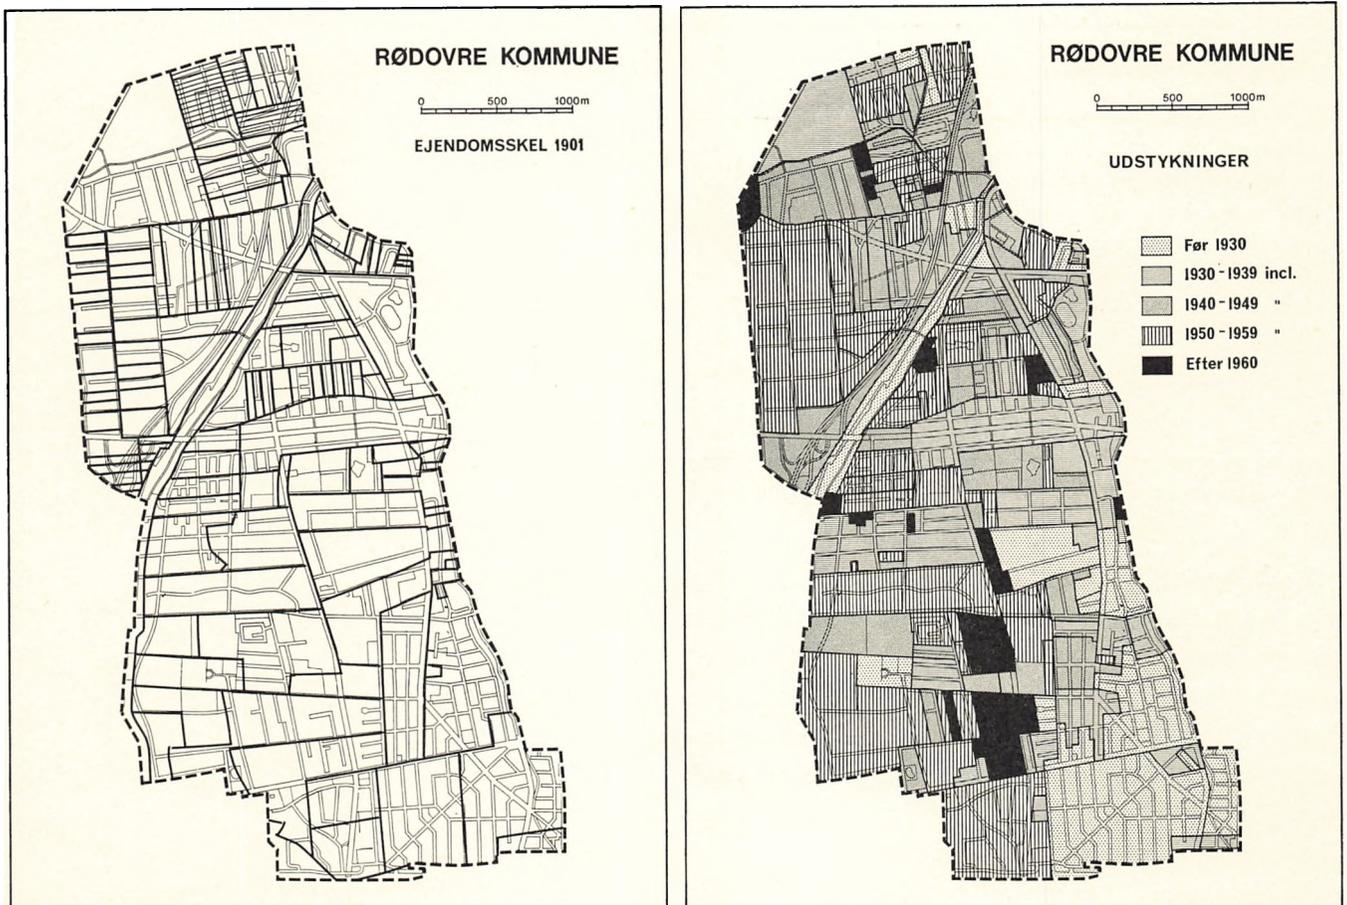 RØDOVRE KOMMUNE
0 500 1000m
EJENDOMSSKEL 1901
RØDOVRE KOMMUNE
0 500 1000m
UDSTYKNINGER
Før 1930
1930-1939 incl.
1940-1949 "
1950-1959 "
Efter 1960